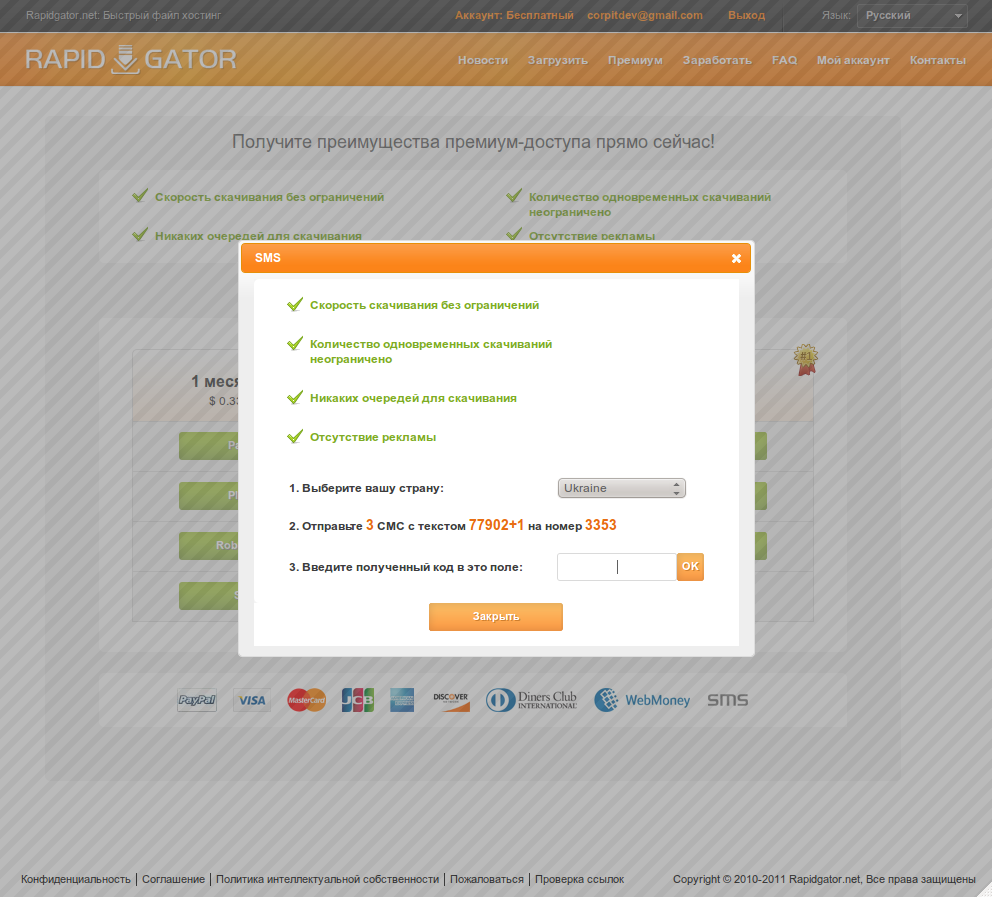 Rapidgator.net: Быстрый файл хостинг
Аккаунт: Бесплатный corpitdev@gmail.com Выход Язык: Русский
RAPID GATOR
Новости Загрузить Премиум Заработать FAQ Мой аккаунт Контакты
Получите преимущества премиум-доступа прямо сейчас!
Скорость скачивания без ограничений
Количество одновременных скачиваний
неограничено
Никаких очередей для скачивания
Отсутствие рекламы
SMS
Скорость скачивания без ограничений
Количество одновременных скачиваний
неограничено
Никаких очередей для скачивания
Отсутствие рекламы
1. Выберите вашу страну: Ukraine
2. Отправьте 3 СМС с текстом 77902+1 на номер 3353
3. Введите полученный код в это поле: OK
Закрыть
#1
1 меся
$ 0.33
Pa
Rob
PayPal VISA MasterCard JCB DISCOVER Diners Club INTERNATIONAL WebMoney SMS
Конфиденциальность | Соглашение | Политика интеллектуальной собственности | Пожаловаться | Проверка ссылок
Copyright © 2010-2011 Rapidgator.net, Все права защищены